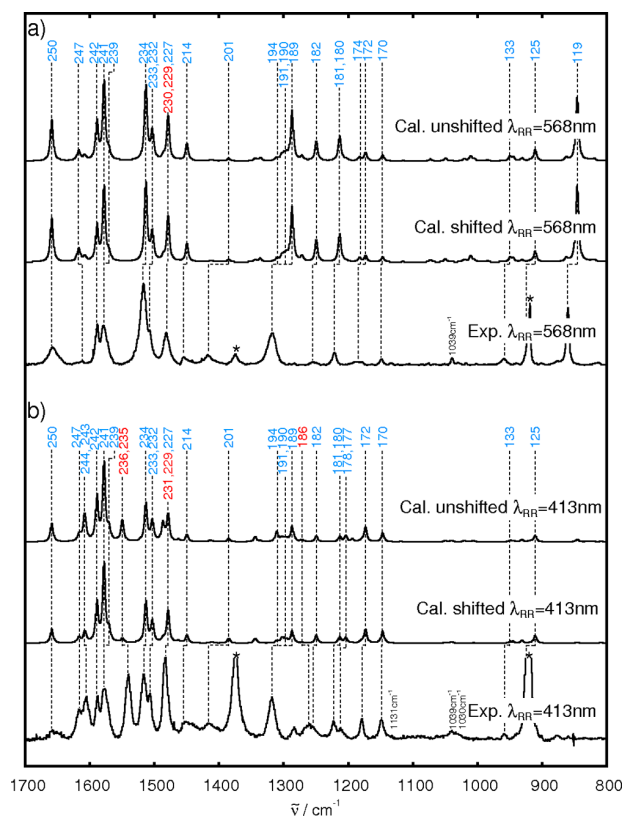 a)
250 247 242 241 239 234 233,232 230,229,227 214 201 194 191,190 189 182 181,180 174 172 170 133 125 119
Cal. unshifted λRR=568nm
Cal. shifted λRR=568nm
* * 
Exp. λRR=568nm
1039cm-1
b)
250 247 244, 243 242 241 239 236,235 234 233,232 231,229,227 214 201 194 191,190 189 186 182 181,180 178,177 172 170 133 125
Cal. unshifted λRR=413nm
Cal. shifted λRR=413nm
* *
Exp. λRR=413nm
1131cm-1
1039cm-1
1030cm-1
1700 1600 1500 1400 1300 1200 1100 1000 900 800
ν̃ / cm-1